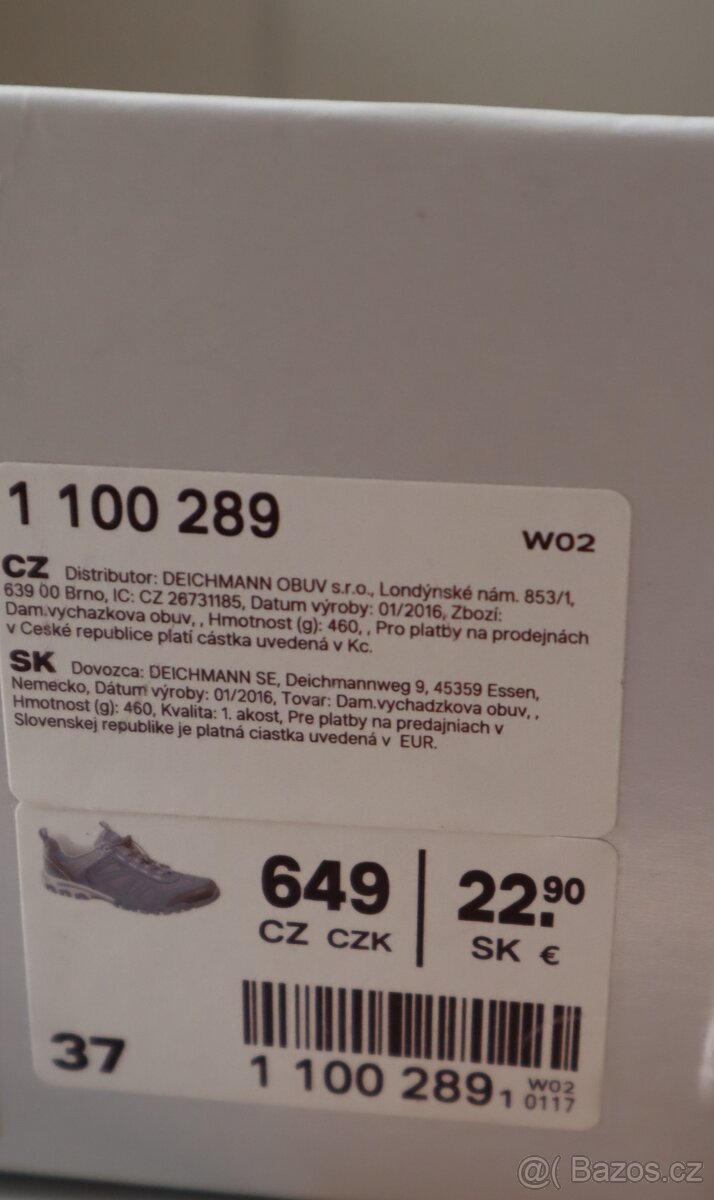 1 100 289
W02
CZ Distributor: DEICHMANN OBUV s.r.o., Londýnské nám. 853/1,
639 00 Brno, IC: CZ 26731185, Datum výroby: 01/2016, Zbozí:
Dam.vychazkova obuv, , Hmotnost (g): 460, , Pro platby na prodejnách
v Ceské republice platí cástka uvedená v Kc.
SK Dovozca: DEICHMANN SE, Deichmannweg 9, 45359 Essen,
Nemecko, Dátum výroby: 01/2016, Tovar: Dam.vychadzkova obuv, ,
Hmotnost (g): 460, Kvalita: 1. akost, Pre platby na predajniach v
Slovenskej republike je platná ciastka uvedená v EUR.
649
CZ CZK
22.90
SK €
37
1 100 289 1
W02
0117
@( Bazos.cz